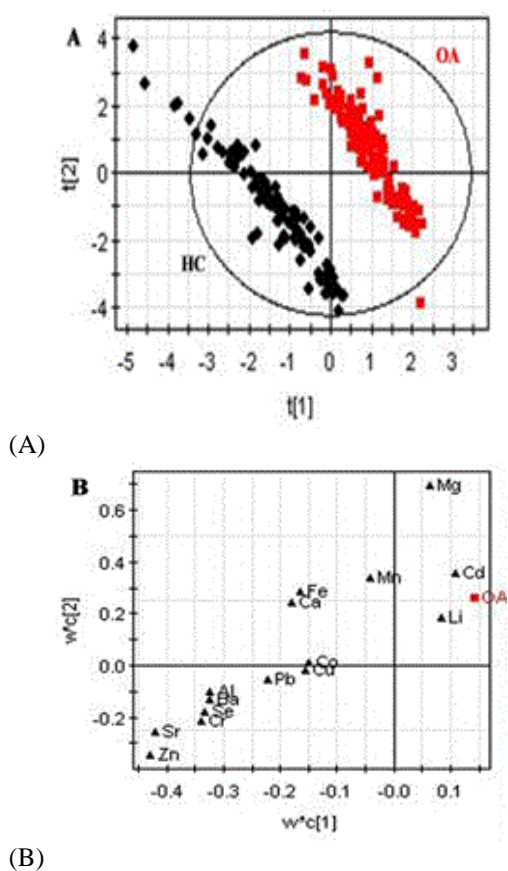 A
OA
4
2
t[2]
0
-2
HC
-4
-5 -4 -3 -2 -1 0 1 2 3
t[1]
(A)
B
Mg
0.6
w*c[2]
0.4
Mn
Cd
Fe
OA
Ca
0.2
Li
Co
0.0
Cu
Pb
Al
Ba
Se
-0.2
Cr
Sr
Zn
-0.4 -0.3 -0.2 -0.1 -0.0 0.1
w*c[1]
(B)